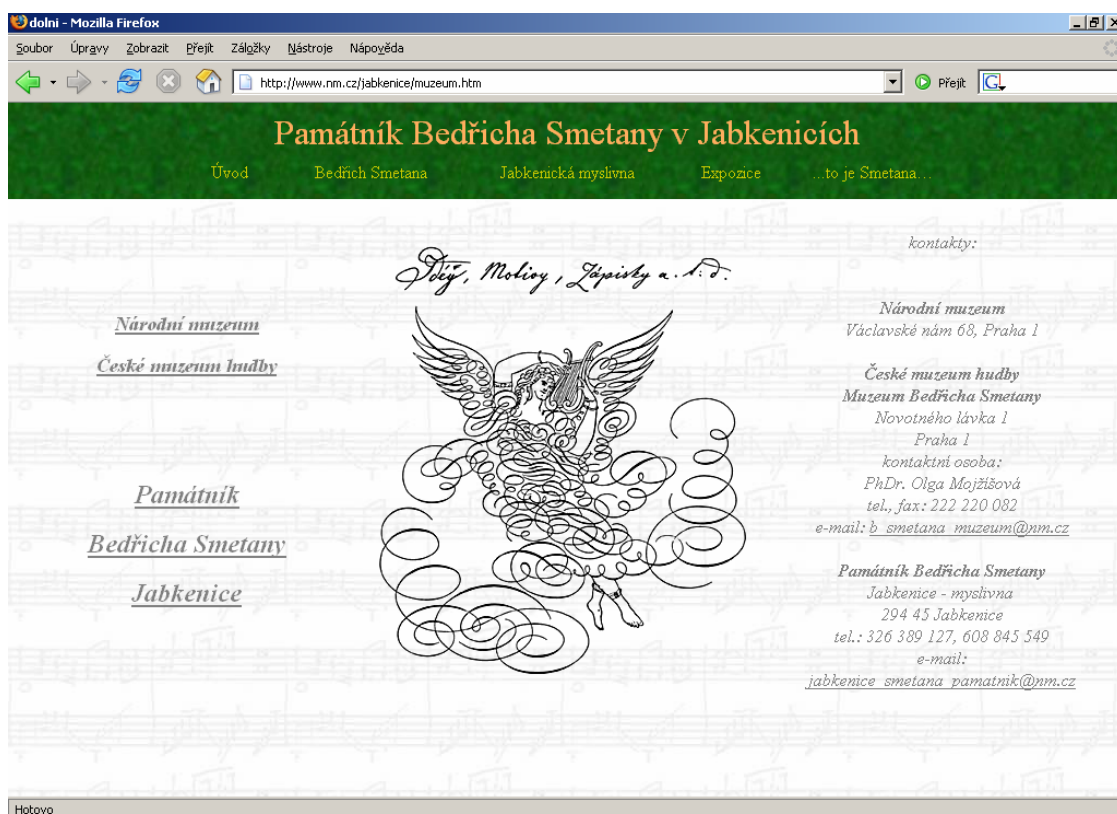 dolni - Mozilla Firefox
Soubor Úpravy Zobrazit Přejít Záložky Nástroje Nápověda
http://www.nm.cz/jabkenice/muzeum.htm Přejít G
Památník Bedřicha Smetany v Jabkenicích
Úvod Bedřich Smetana Jabkenická myslivna Expozice ...to je Smetana...
Národní muzeum
České muzeum hudby
Památník
Bedřicha Smetany
Jabkenice
Idéy, Motivy, Zápisky a. t. d.
kontakty:
Národní muzeum
Václavské nám 68, Praha 1
České muzeum hudby
Muzeum Bedřicha Smetany
Novotného lávka 1
Praha 1
kontaktní osoba:
PhDr. Olga Mojžíšová
tel., fax: 222 220 082
e-mail: b_smetana_muzeum@nm.cz
Památník Bedřicha Smetany
Jabkenice - myslivna
294 45 Jabkenice
tel.: 326 389 127, 608 845 549
e-mail:
jabkenice_smetana_pamatnik@nm.cz
Hotovo